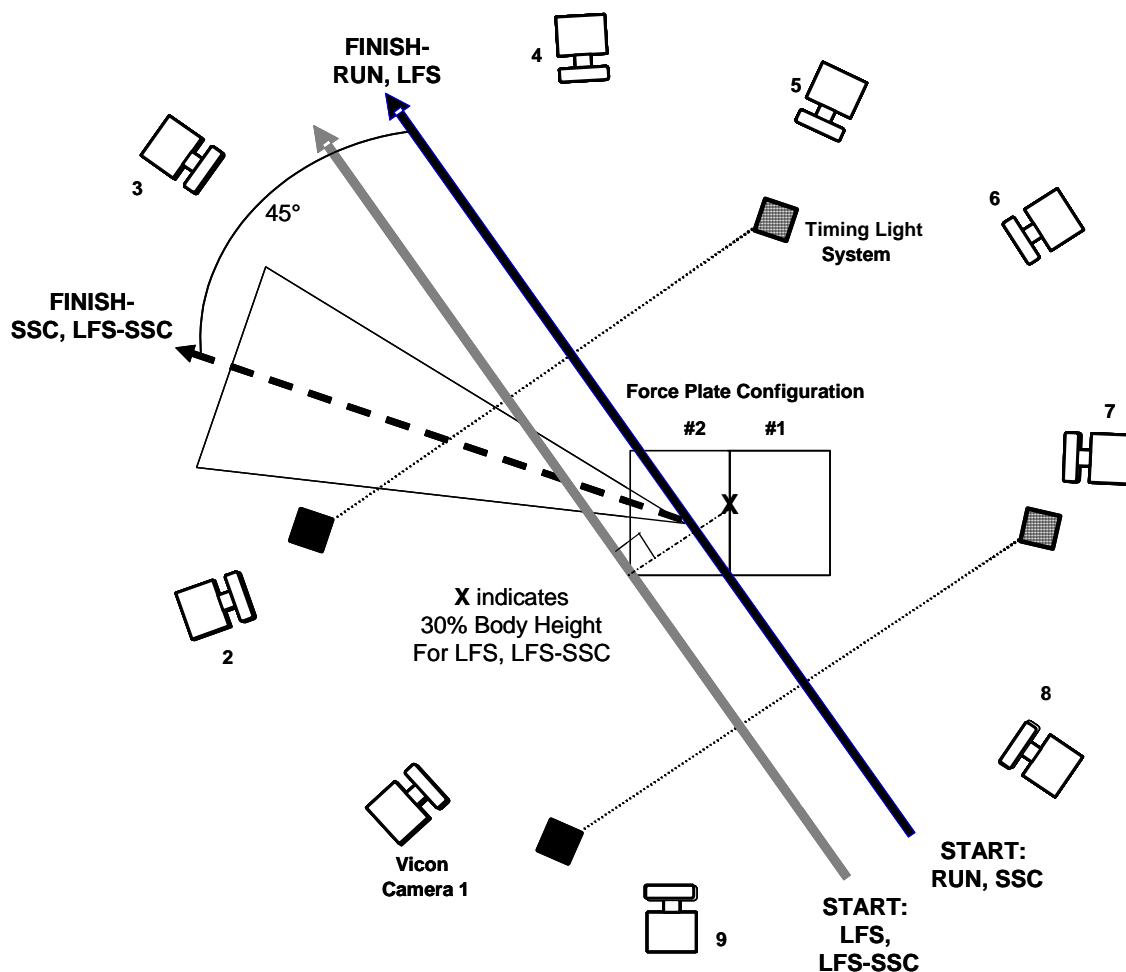 FINISH-
RUN, LFS
4
5
3
6
45°
Timing Light
System
FINISH-
SSC, LFS-SSC
Force Plate Configuration
#2 #1
7
X
X indicates
30% Body Height
For LFS, LFS-SSC
2
8
Vicon
Camera 1
START:
RUN, SSC
START:
LFS,
LFS-SSC
9